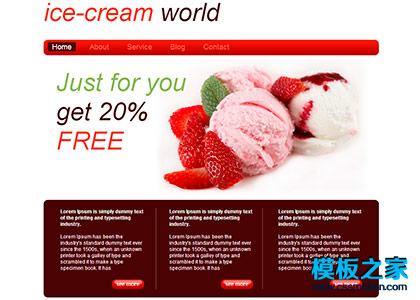 ice-cream world
Home About Service Blog Contact
Just for you
get 20%
FREE
Lorem Ipsum is simply dummy text
of the printing and typesetting
industry.
Lorem Ipsum has been the
industry's standard dummy text ever
since the 1500s, when an unknown
printer took a galley of type and
scrambled it to make a type
specimen book. It has
see more
Lorem Ipsum is simply dummy text
of the printing and typesetting
industry.
Lorem Ipsum has been the
industry's standard dummy text ever
since the 1500s, when an unknown
printer took a galley of type and
scrambled it to make a type
specimen book. It has
see more
Lorem Ipsum is simply dummy text
of the printing and typesetting
industry.
Lorem Ipsum has been the
industry's standard dummy text ever
since the 1500s, when an unknown
printer took a galley of type and
scrambled it to make a type
specimen book. It has
模板之家